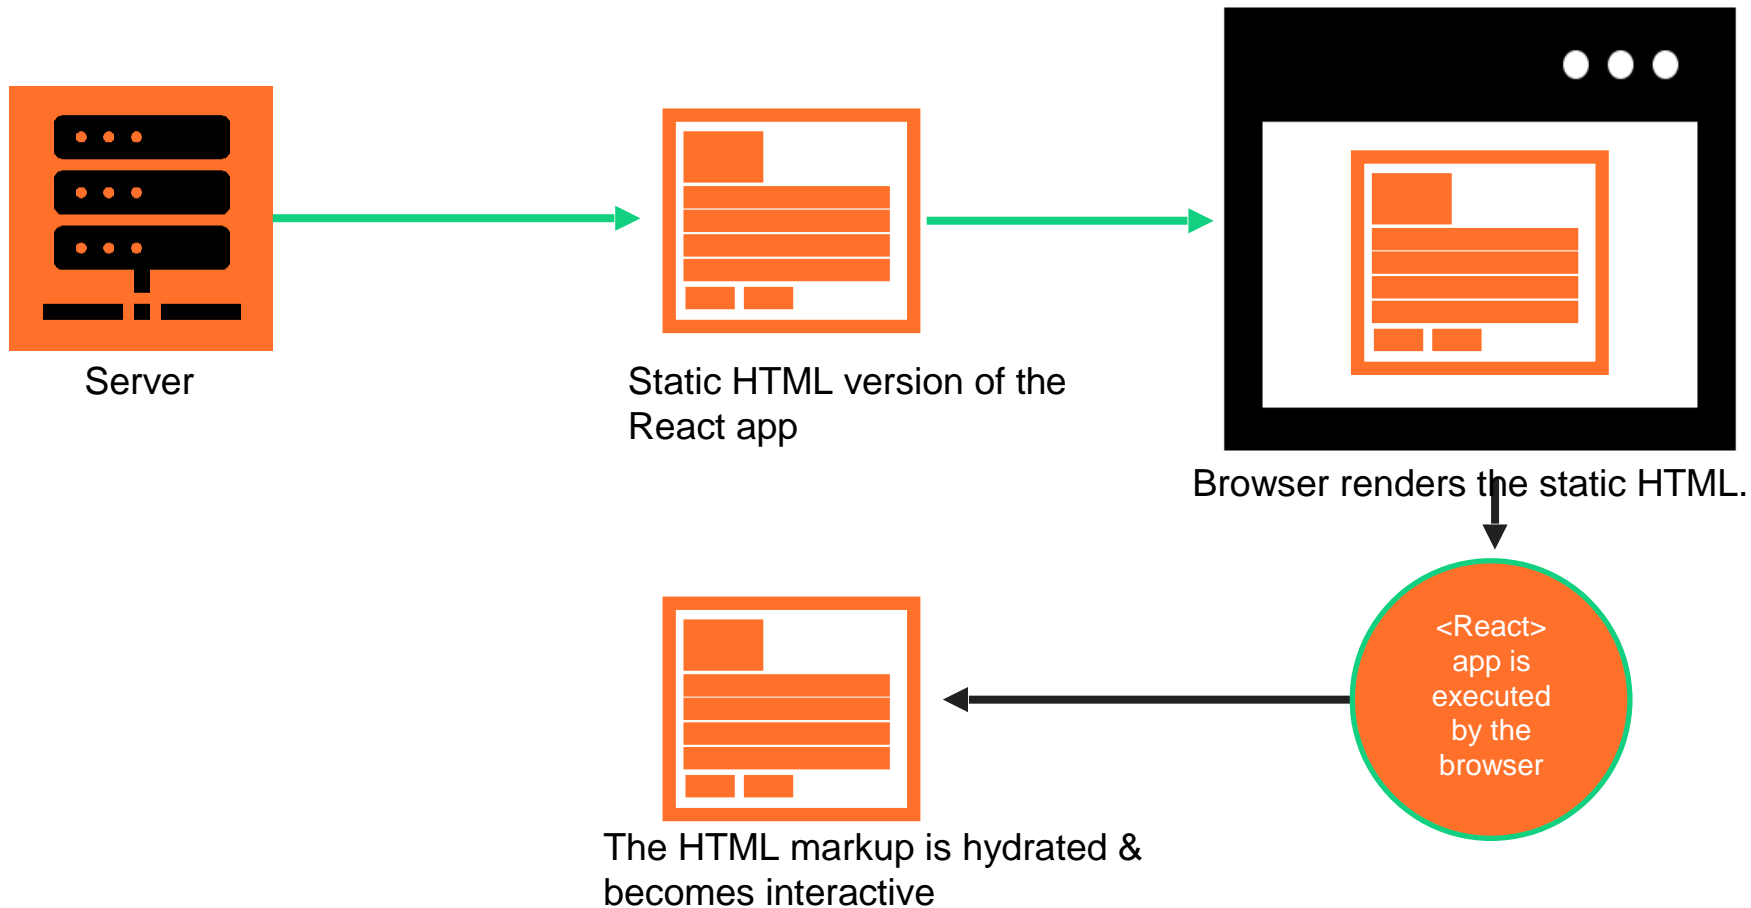 Server
Static HTML version of the
React app
Browser renders the static HTML.
<React>
app is
executed
by the
browser
The HTML markup is hydrated &
becomes interactive